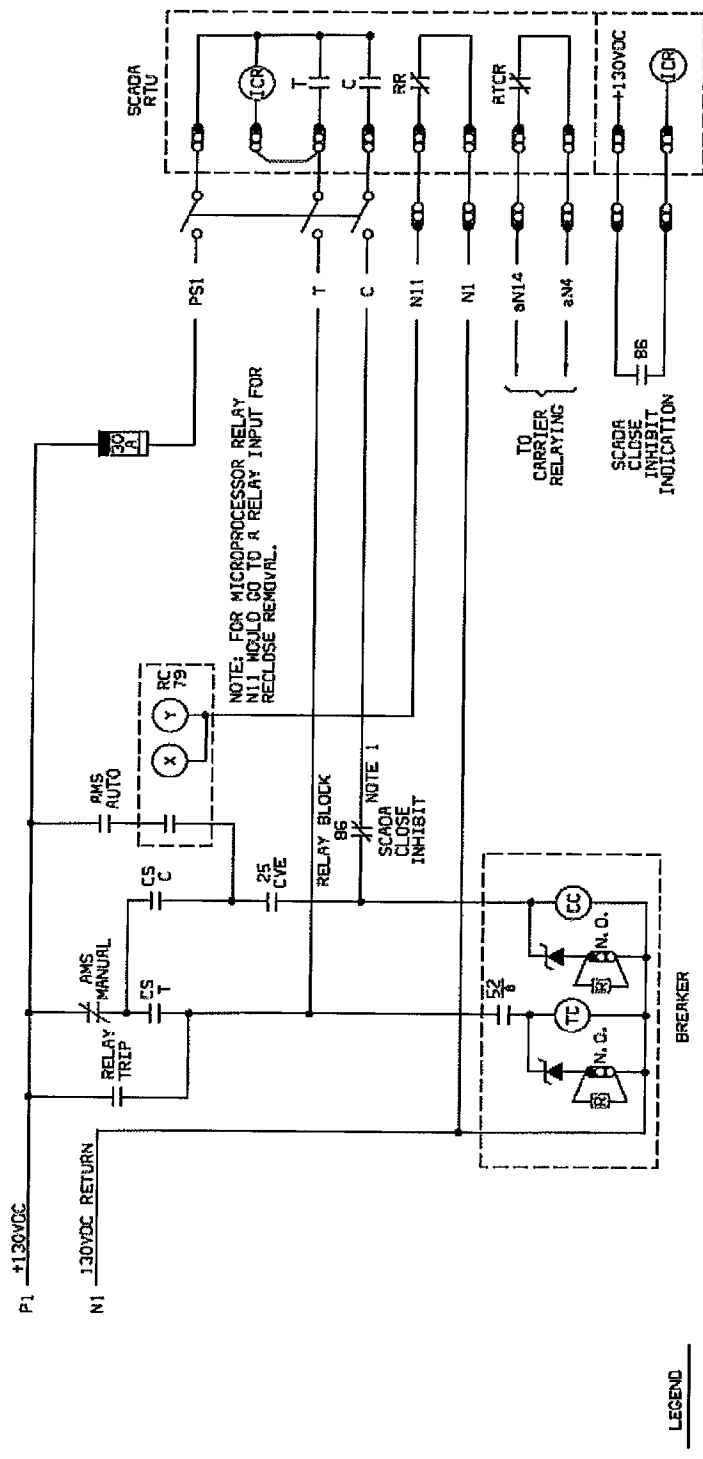 P1
+130VDC
N1
130VDC RETURN
RELAY
TRIP
AMS
MANUAL
CS
T
CS
C
AMS
AUTO
X
Y
RC
79
25
CVE
30
A
PS1
NOTE: FOR MICROPROCESSOR RELAY
N11 WOULD GO TO A RELAY INPUT FOR
RECLOSE REMOVAL.
RELAY BLOCK
86
NOTE 1
SCADA
CLOSE
INHIBIT
52
a
TC
CC
R
N.O.
R
N.O.
BREAKER
SCADA
RTU
ICR
T
C
RR
RTCR
T
C
N11
N1
aN14
aN4
TO
CARRIER
RELAYING
+130VDC
ICR
86
SCADA
CLOSE
INHIBIT
INDICATION
LEGEND